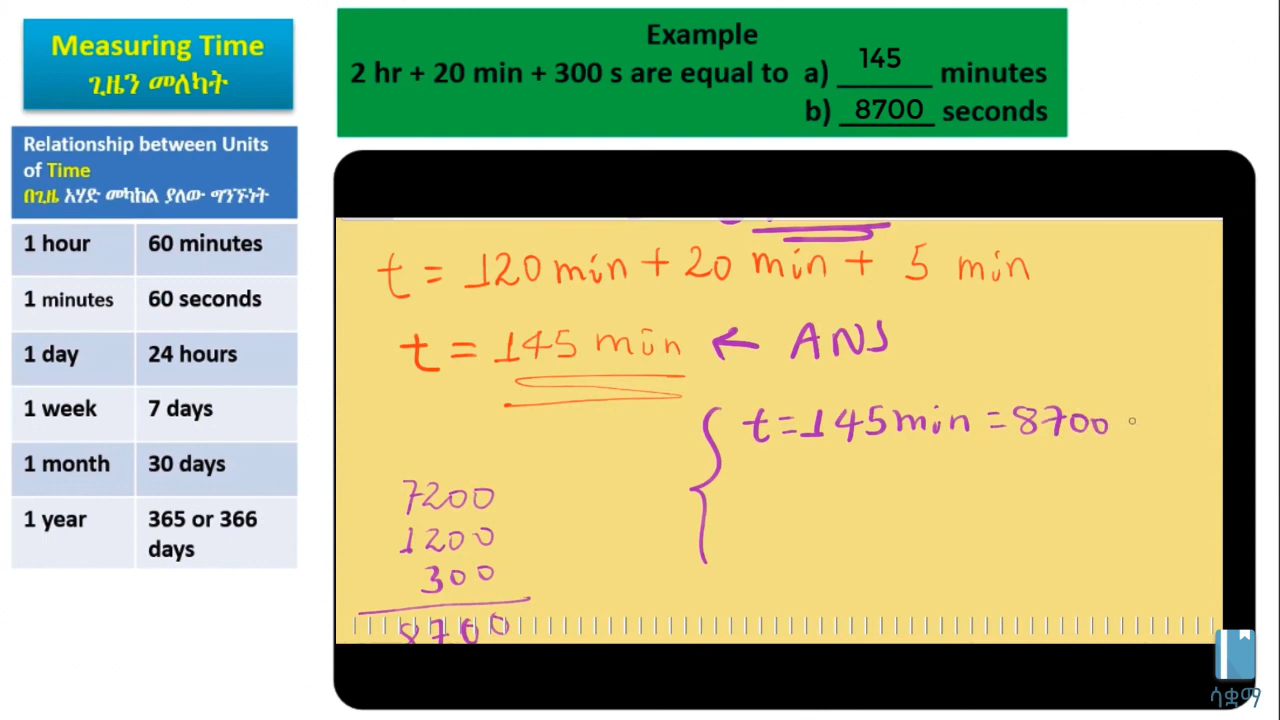 Measuring Time
ጊዜን መለካት
Relationship between Units
of Time
በጊዜ አሃድ መካከል ያለው ግንኙነት
1 hour 60 minutes
1 minutes 60 seconds
1 day 24 hours
1 week 7 days
1 month 30 days
1 year 365 or 366
days
Example
2 hr + 20 min + 300 s are equal to a) 145 minutes
b) 8700 seconds
t = 120 min + 20 min + 5 min
t = 145 min ← ANS
t = 145 min = 8700
7200
1200
300
8700
ሳቋማ